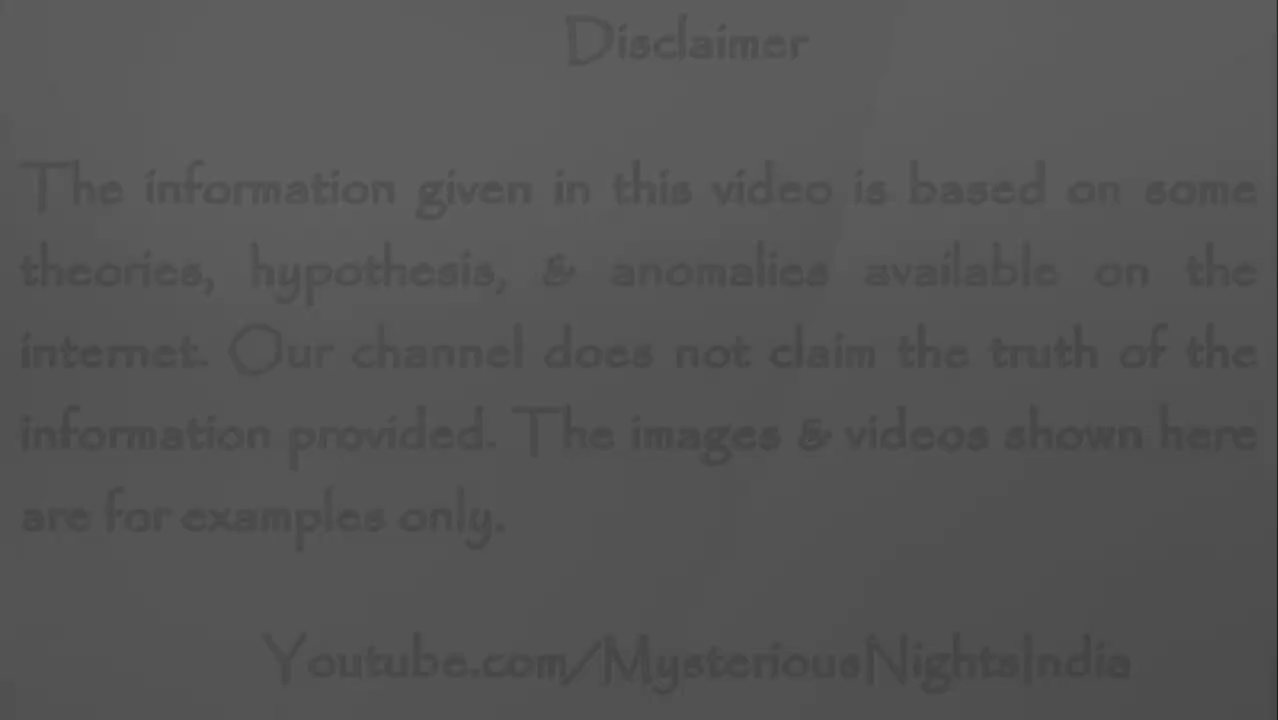 Disclaimer
The information given in this video is based on some
theories, hypothesis, & anomalies available on the
internet. Our channel does not claim the truth of the
information provided. The images & videos shown here
are for examples only.
Youtube.com/MysteriousNightsIndia